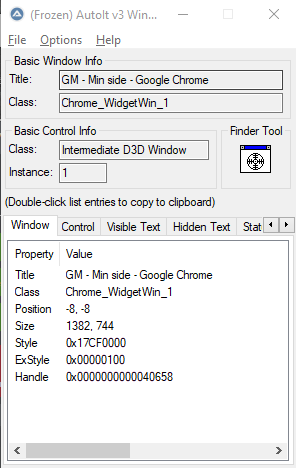 (Frozen) AutoIt v3 Win...
File Options Help
Basic Window Info
Title: GM - Min side - Google Chrome
Class: Chrome_WidgetWin_1
Basic Control Info
Class: Intermediate D3D Window
Instance: 1
Finder Tool
(Double-click list entries to copy to clipboard)
Window Control Visible Text Hidden Text Stat
Property Value
Title GM - Min side - Google Chrome
Class Chrome_WidgetWin_1
Position -8, -8
Size 1382, 744
Style 0x17CF0000
ExStyle 0x00000100
Handle 0x0000000000040658